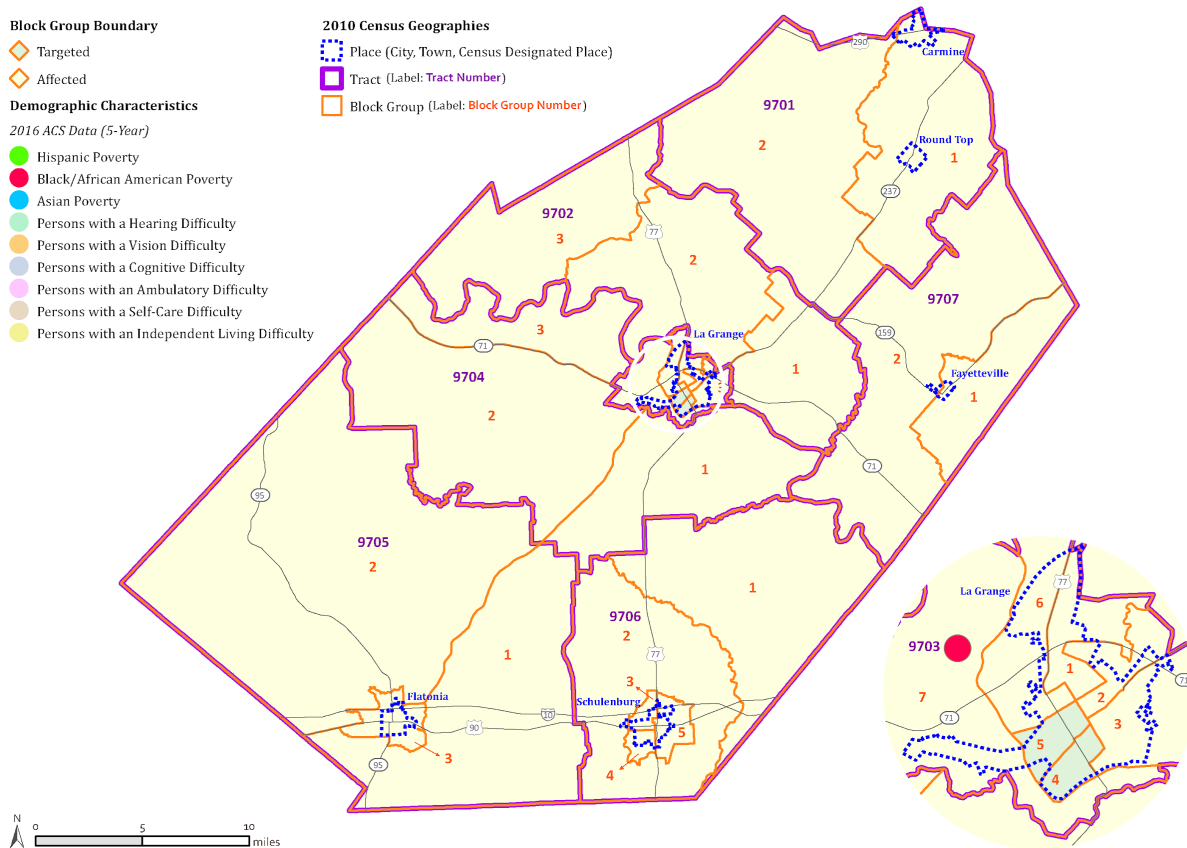 Block Group Boundary
Targeted
Affected
Demographic Characteristics
2016 ACS Data (5-Year)
Hispanic Poverty
Black/African American Poverty
Asian Poverty
Persons with a Hearing Difficulty
Persons with a Vision Difficulty
Persons with a Cognitive Difficulty
Persons with an Ambulatory Difficulty
Persons with a Self-Care Difficulty
Persons with an Independent Living Difficulty
2010 Census Geographies
Place (City, Town, Census Designated Place)
Tract (Label: Tract Number)
Block Group (Label: Block Group Number)
290
Carmine
9701
2
Round Top
1
237
9702
3
77
2
9707
3
71
La Grange
159
2
Fayetteville
1
9704
2
1
1
71
95
9705
2
1
9706
2
77
1
3
Flatonia
Schulenburg
10
90
5
3
4
95
La Grange
77
6
9703
1
7
2
71
3
71
5
4
N
0
5
10
miles